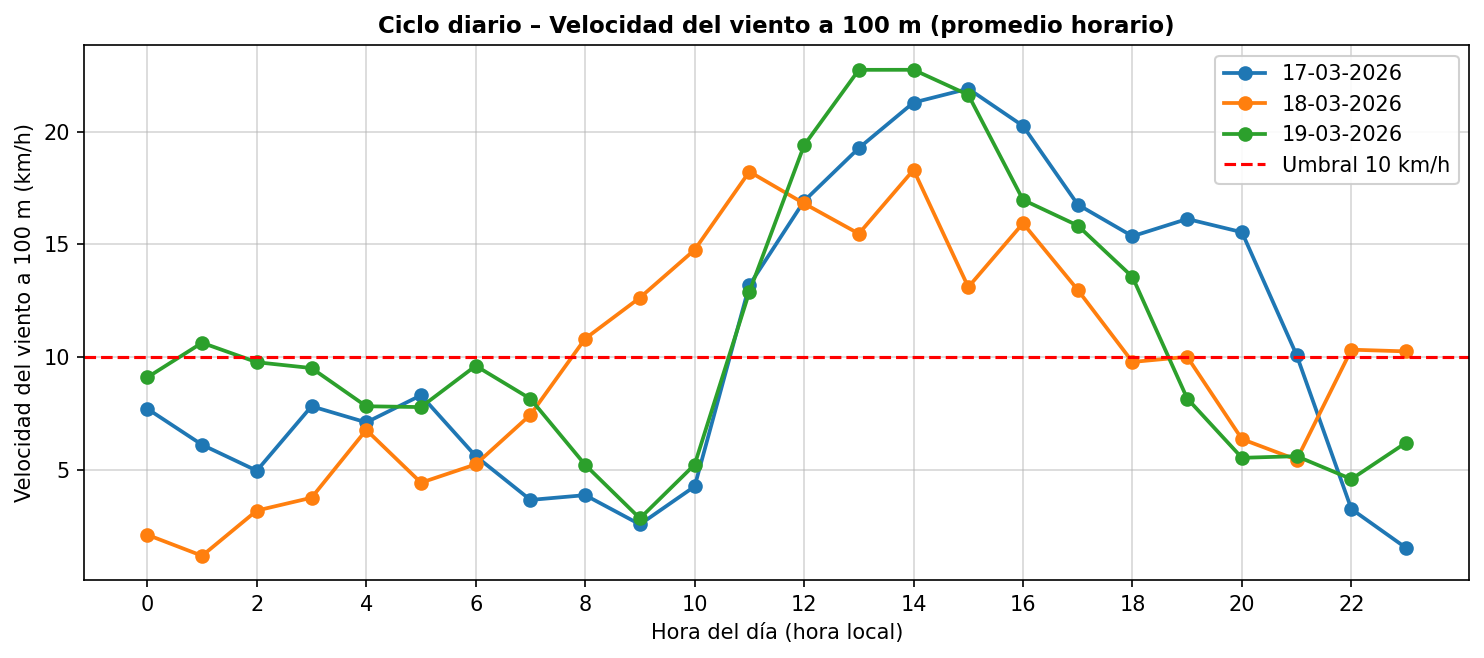 Ciclo diario – Velocidad del viento a 100 m (promedio horario)
Velocidad del viento a 100 m (km/h)
20
15
10
5
17-03-2026
18-03-2026
19-03-2026
Umbral 10 km/h
0 2 4 6 8 10 12 14 16 18 20 22
Hora del día (hora local)